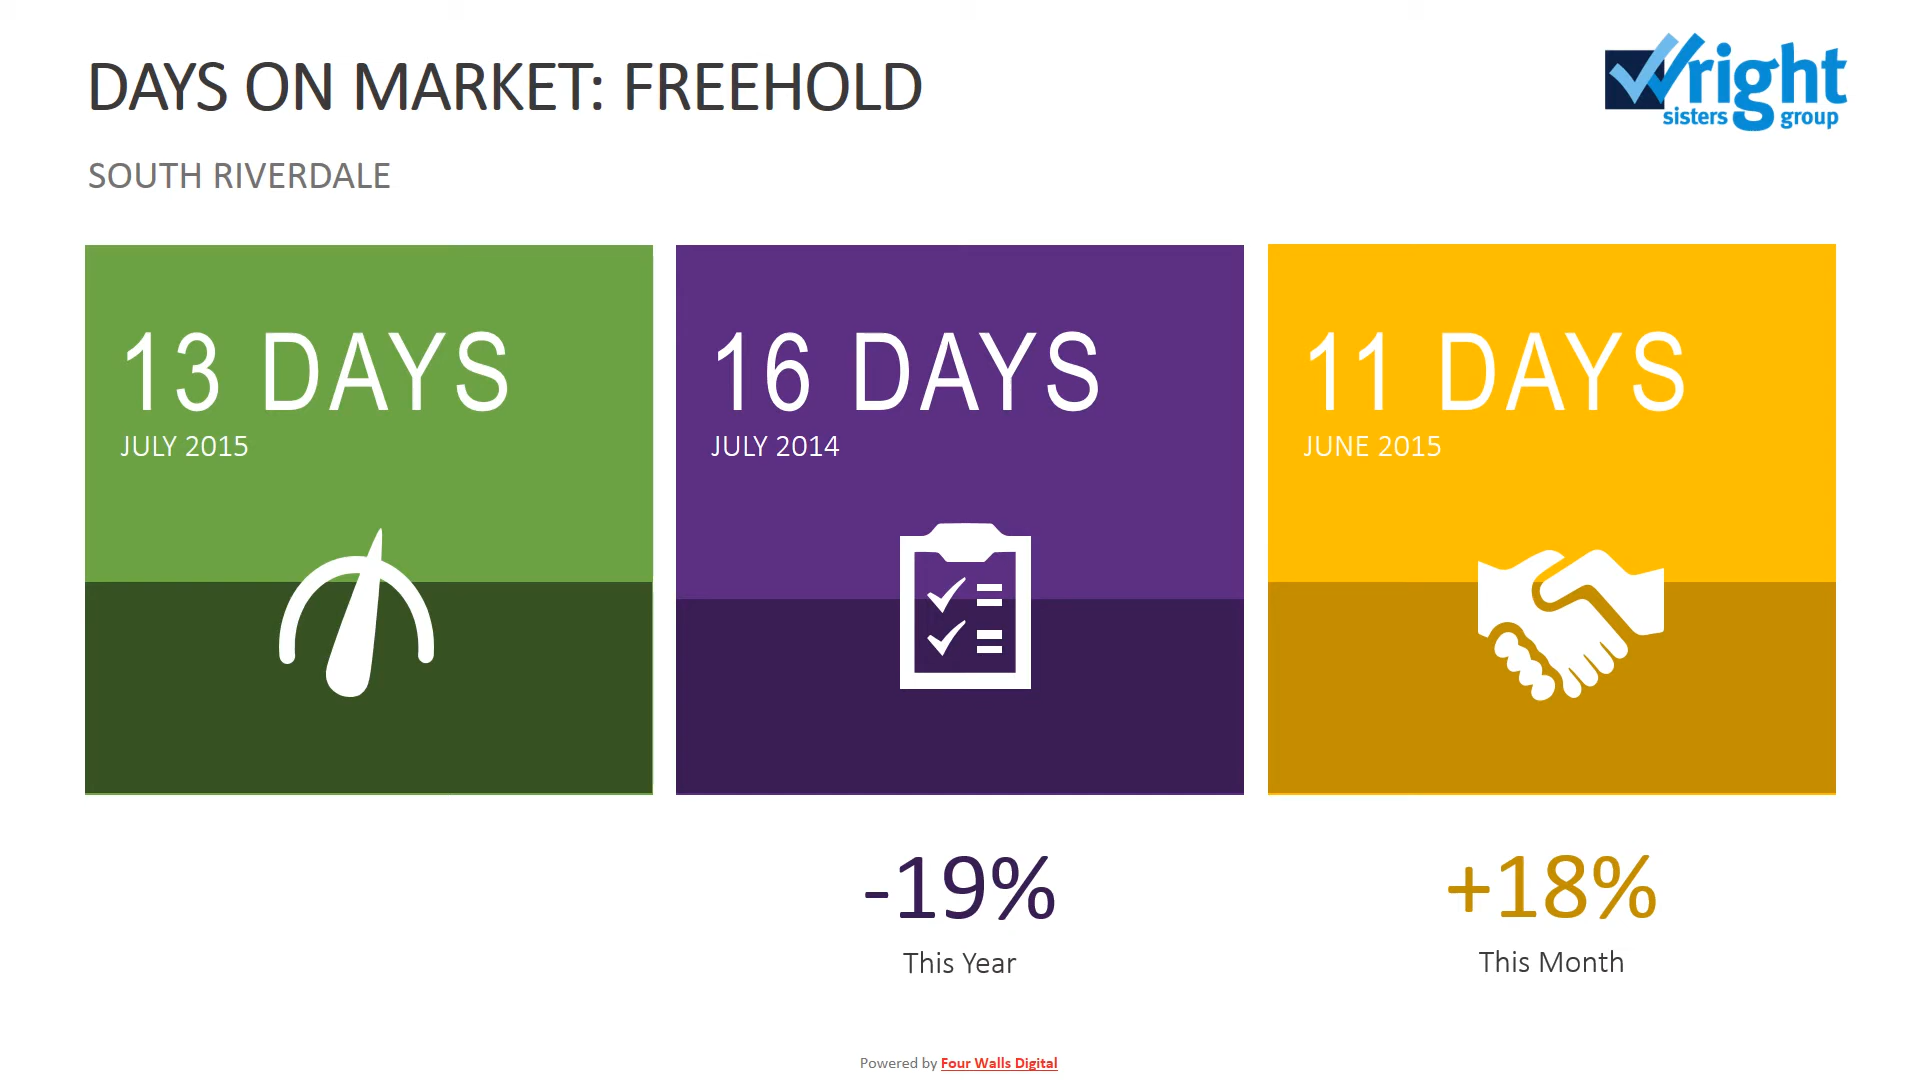 DAYS ON MARKET: FREEHOLD
Wright
sisters group
SOUTH RIVERDALE
13 DAYS
JULY 2015
16 DAYS
JULY 2014
11 DAYS
JUNE 2015
-19%
This Year
+18%
This Month
Powered by Four Walls Digital